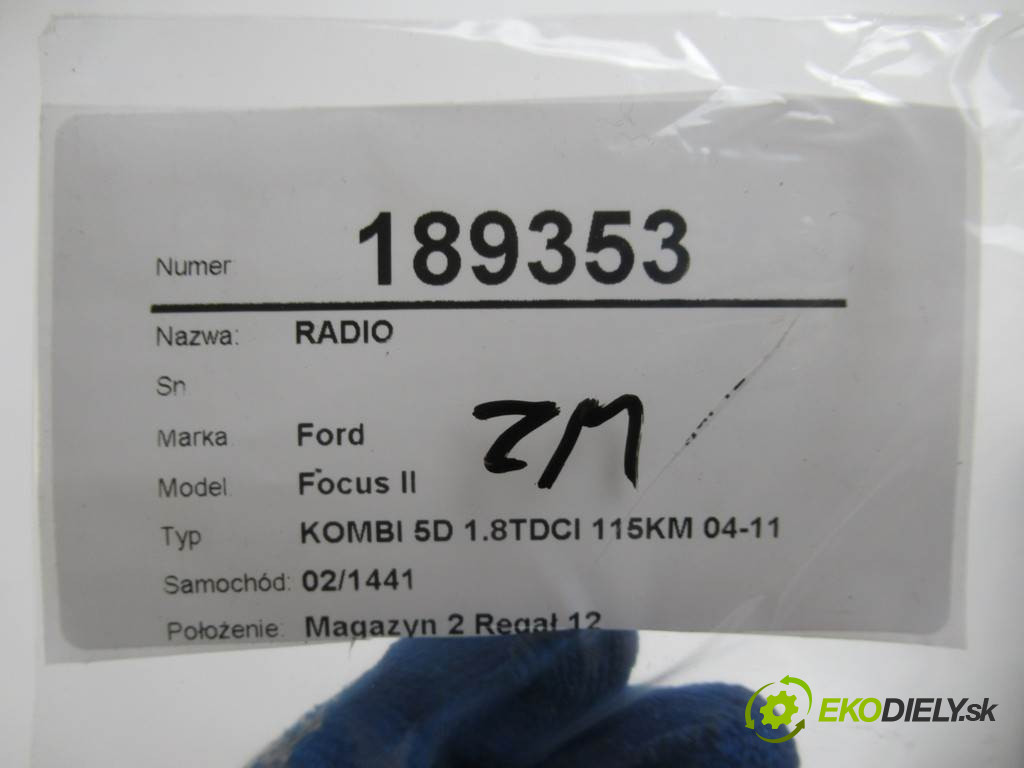 Numer 189353
Nazwa: RADIO
Sn
Marka Ford
Model Focus II
Typ KOMBI 5D 1.8TDCI 115KM 04-11
Samochód: 02/1441
Położenie: Magazyn 2 Regał 12
EKODIELY.sk